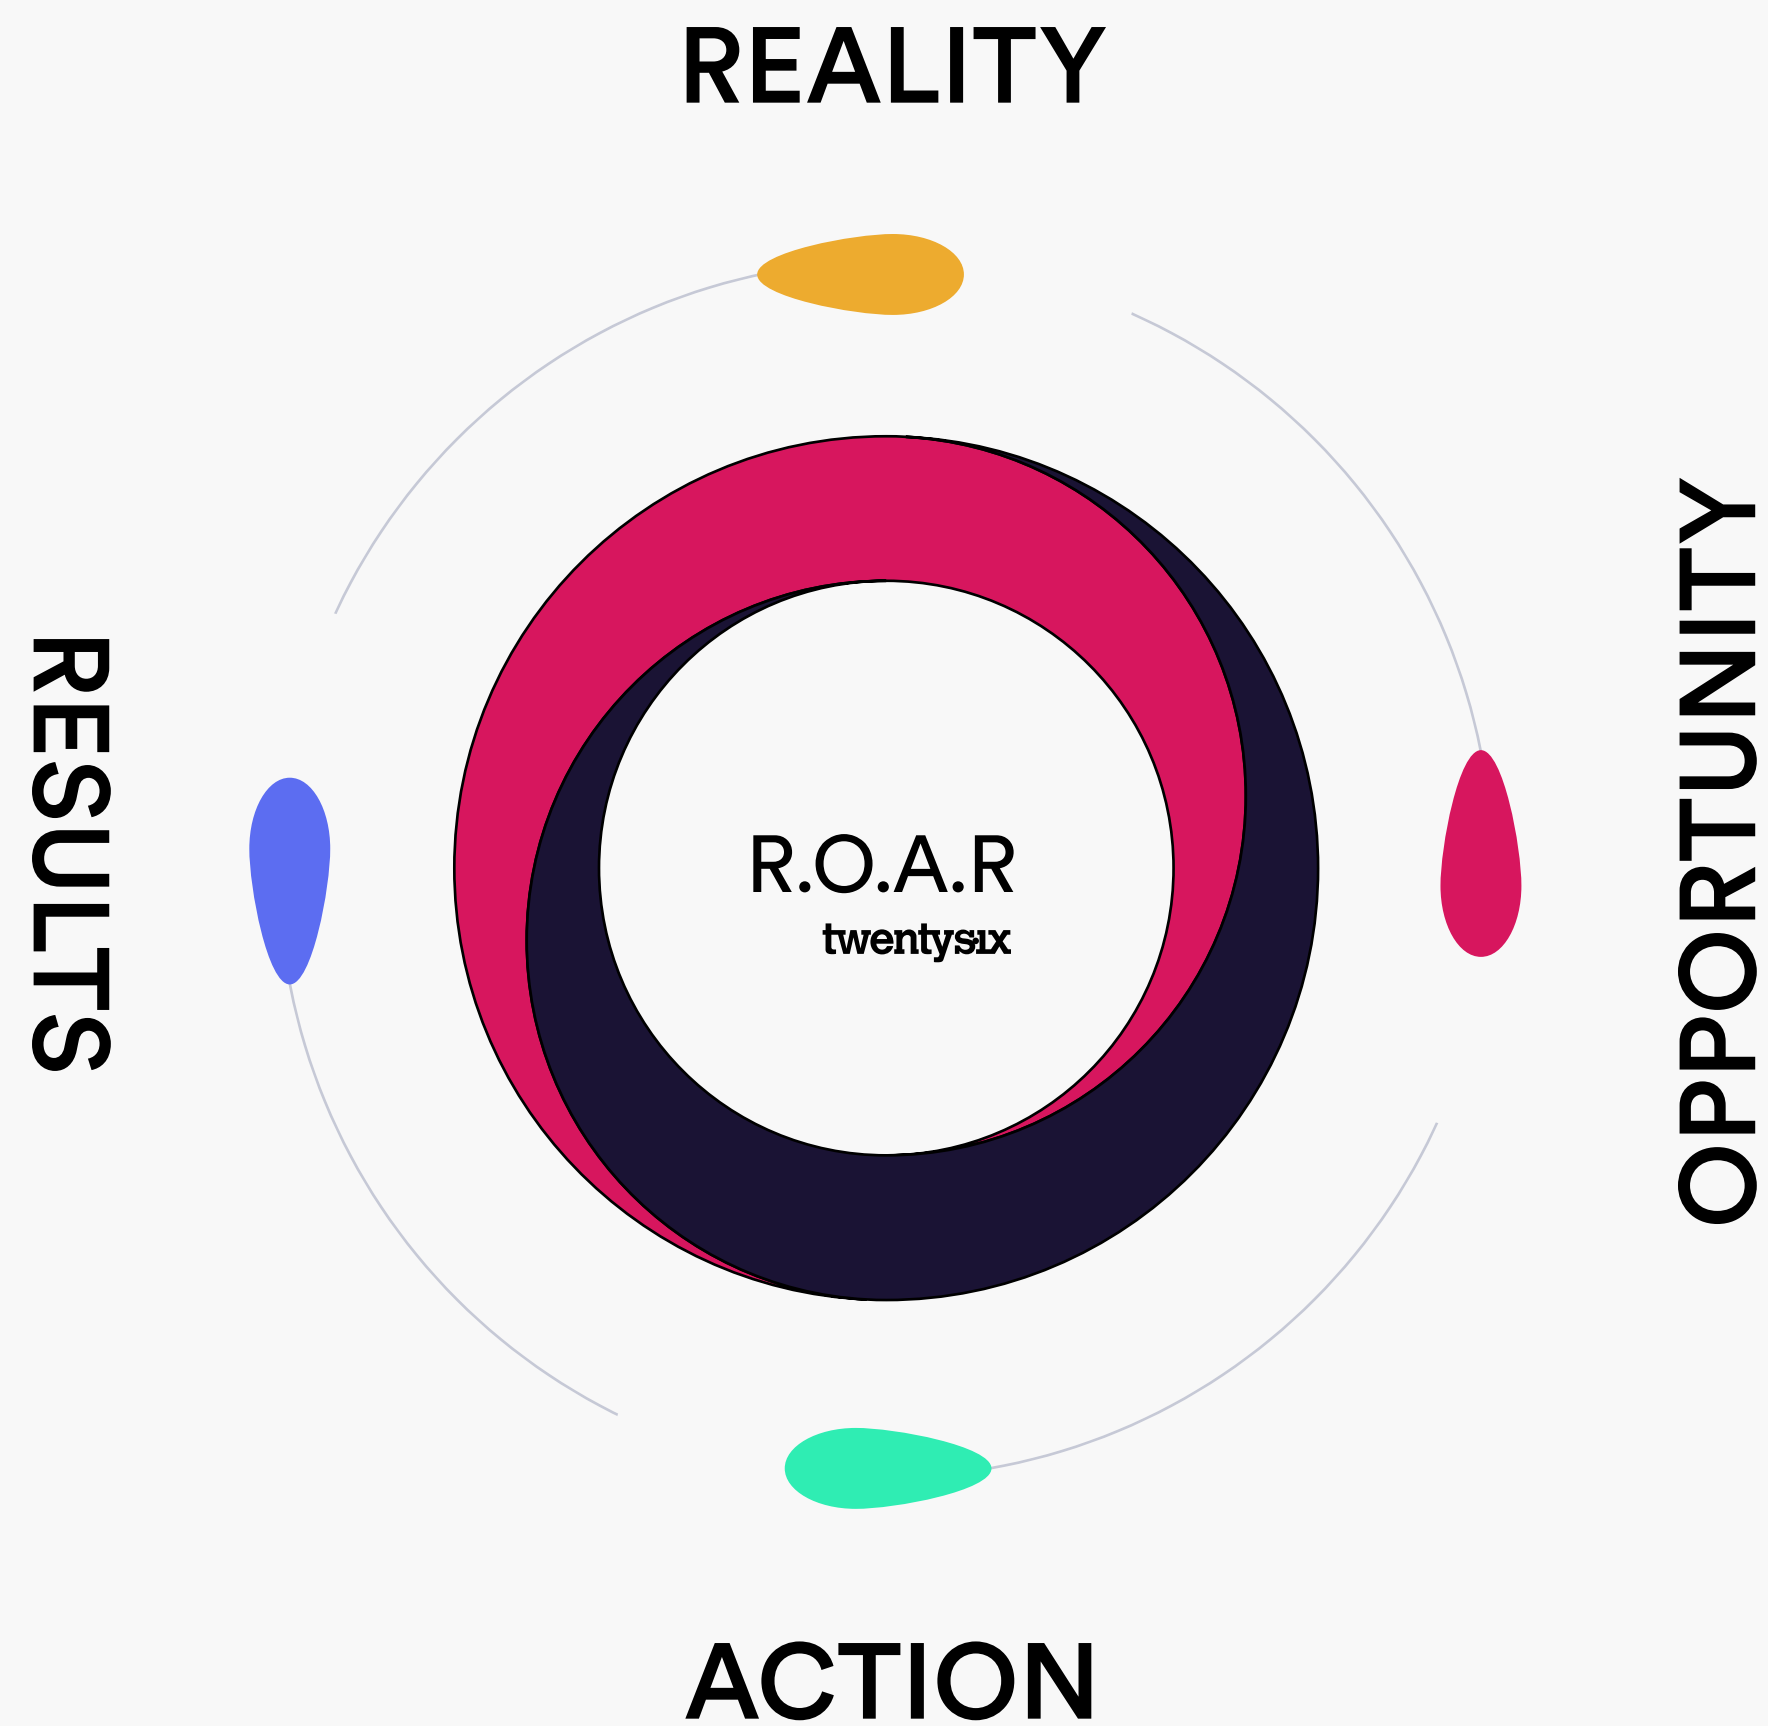 REALITY
OPPORTUNITY
ACTION
RESULTS
R.O.A.R
twentysix